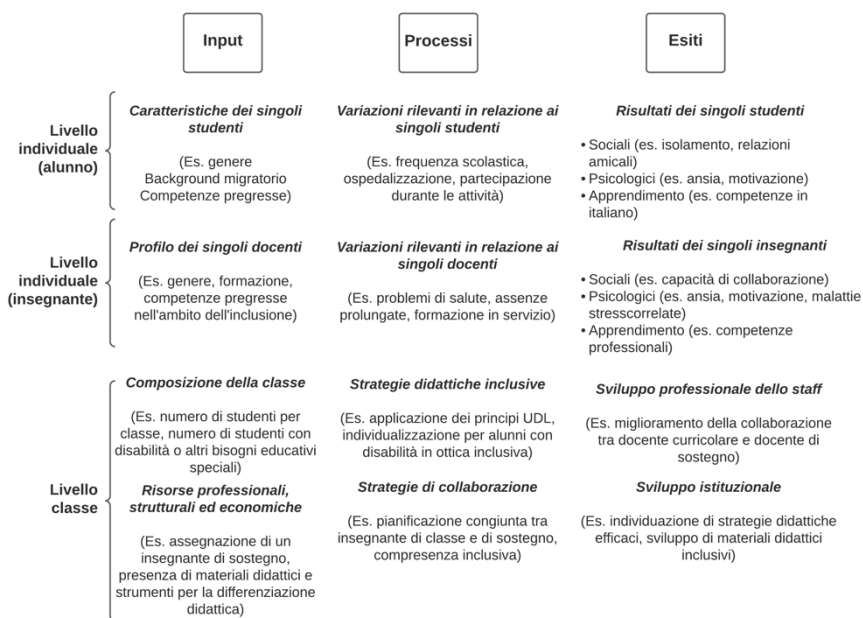 Input
Processi
Esiti
Livello
individuale
(alunno)
Caratteristiche dei singoli
studenti
(Es. genere
Background migratorio
Competenze pregresse)
Variazioni rilevanti in relazione ai
singoli studenti
(Es. frequenza scolastica,
ospedalizzazione, partecipazione
durante le attività)
Risultati dei singoli studenti
• Sociali (es. isolamento, relazioni
amicali)
• Psicologici (es. ansia, motivazione)
• Apprendimento (es. competenze in
italiano)
Livello
individuale
(insegnante)
Profilo dei singoli docenti
(Es. genere, formazione,
competenze pregresse
nell'ambito dell'inclusione)
Variazioni rilevanti in relazione ai
singoli docenti
(Es. problemi di salute, assenze
prolungate, formazione in servizio)
Risultati dei singoli insegnanti
• Sociali (es. capacità di collaborazione)
• Psicologici (es. ansia, motivazione, malattie
stresscorrelate)
• Apprendimento (es. competenze
professionali)
Livello
classe
Composizione della classe
(Es. numero di studenti per
classe, numero di studenti con
disabilità o altri bisogni educativi
speciali)
Risorse professionali,
strutturali ed economiche
(Es. assegnazione di un
insegnante di sostegno,
presenza di materiali didattici e
strumenti per la differenziazione
didattica)
Strategie didattiche inclusive
(Es. applicazione dei principi UDL,
individualizzazione per alunni con
disabilità in ottica inclusiva)
Strategie di collaborazione
(Es. pianificazione congiunta tra
insegnante di classe e di sostegno,
compresenza inclusiva)
Sviluppo professionale dello staff
(Es. miglioramento della collaborazione
tra docente curricolare e docente di
sostegno)
Sviluppo istituzionale
(Es. individuazione di strategie didattiche
efficaci, sviluppo di materiali didattici
inclusivi)